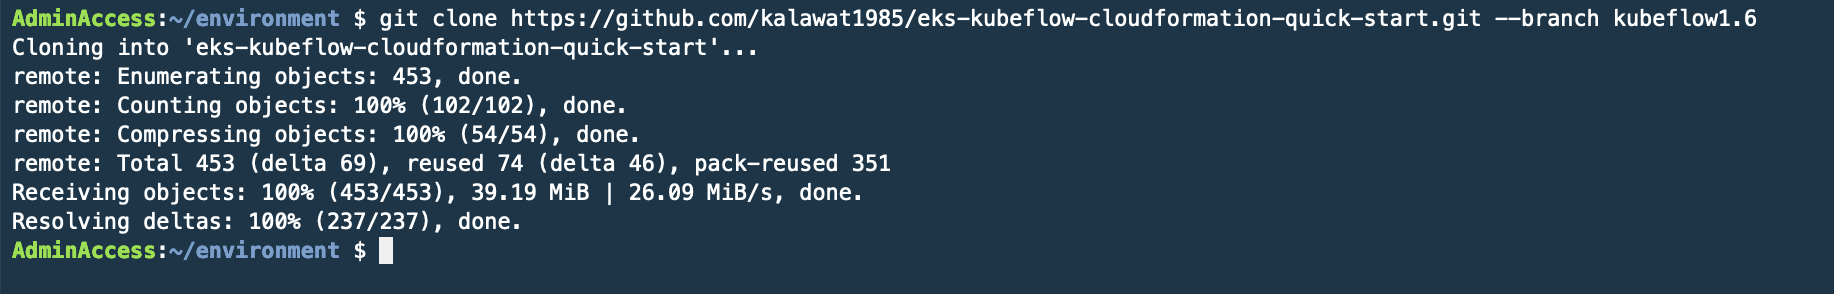 AdminAccess:~/environment $ git clone https://github.com/kalawat1985/eks-kubeflow-cloudformation-quick-start.git --branch kubeflow1.6
Cloning into 'eks-kubeflow-cloudformation-quick-start'...
remote: Enumerating objects: 453, done.
remote: Counting objects: 100% (102/102), done.
remote: Compressing objects: 100% (54/54), done.
remote: Total 453 (delta 69), reused 74 (delta 46), pack-reused 351
Receiving objects: 100% (453/453), 39.19 MiB | 26.09 MiB/s, done.
Resolving deltas: 100% (237/237), done.
AdminAccess:~/environment $